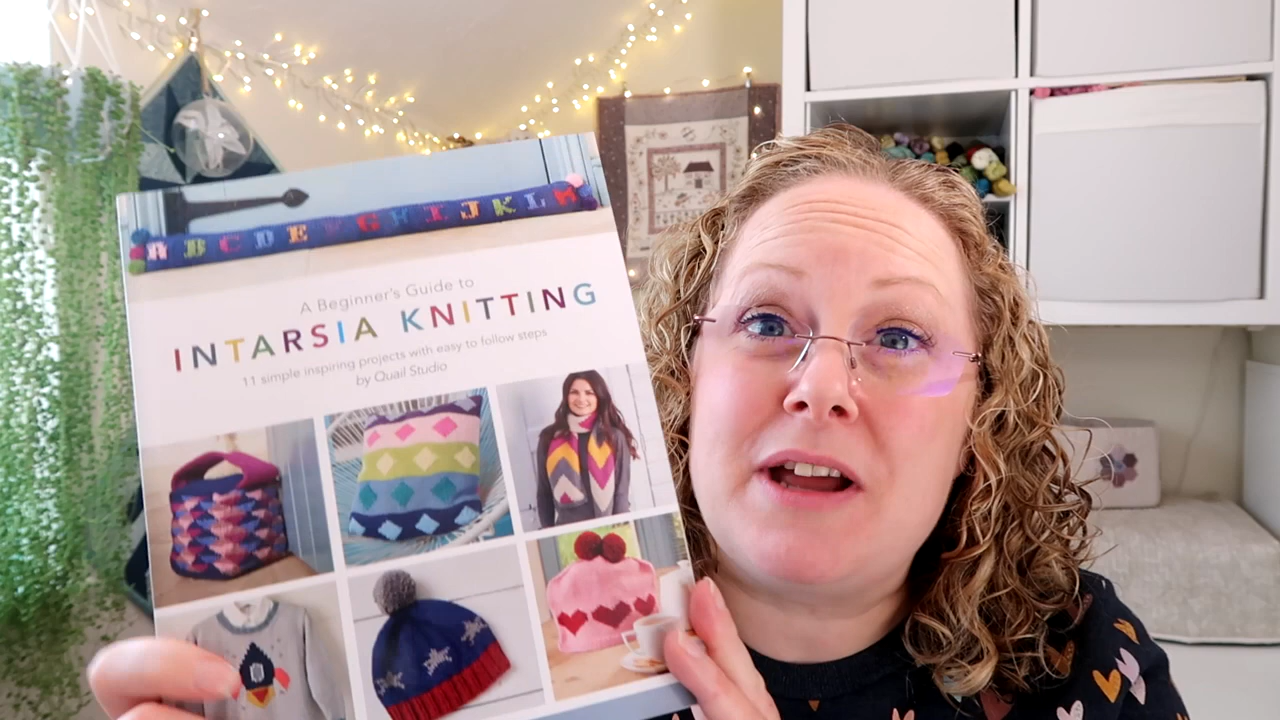 A B C D E F G H I J K L M
A Beginner's Guide to
INTARSIA KNITTING
11 simple inspiring projects with easy to follow steps
by Quail Studio